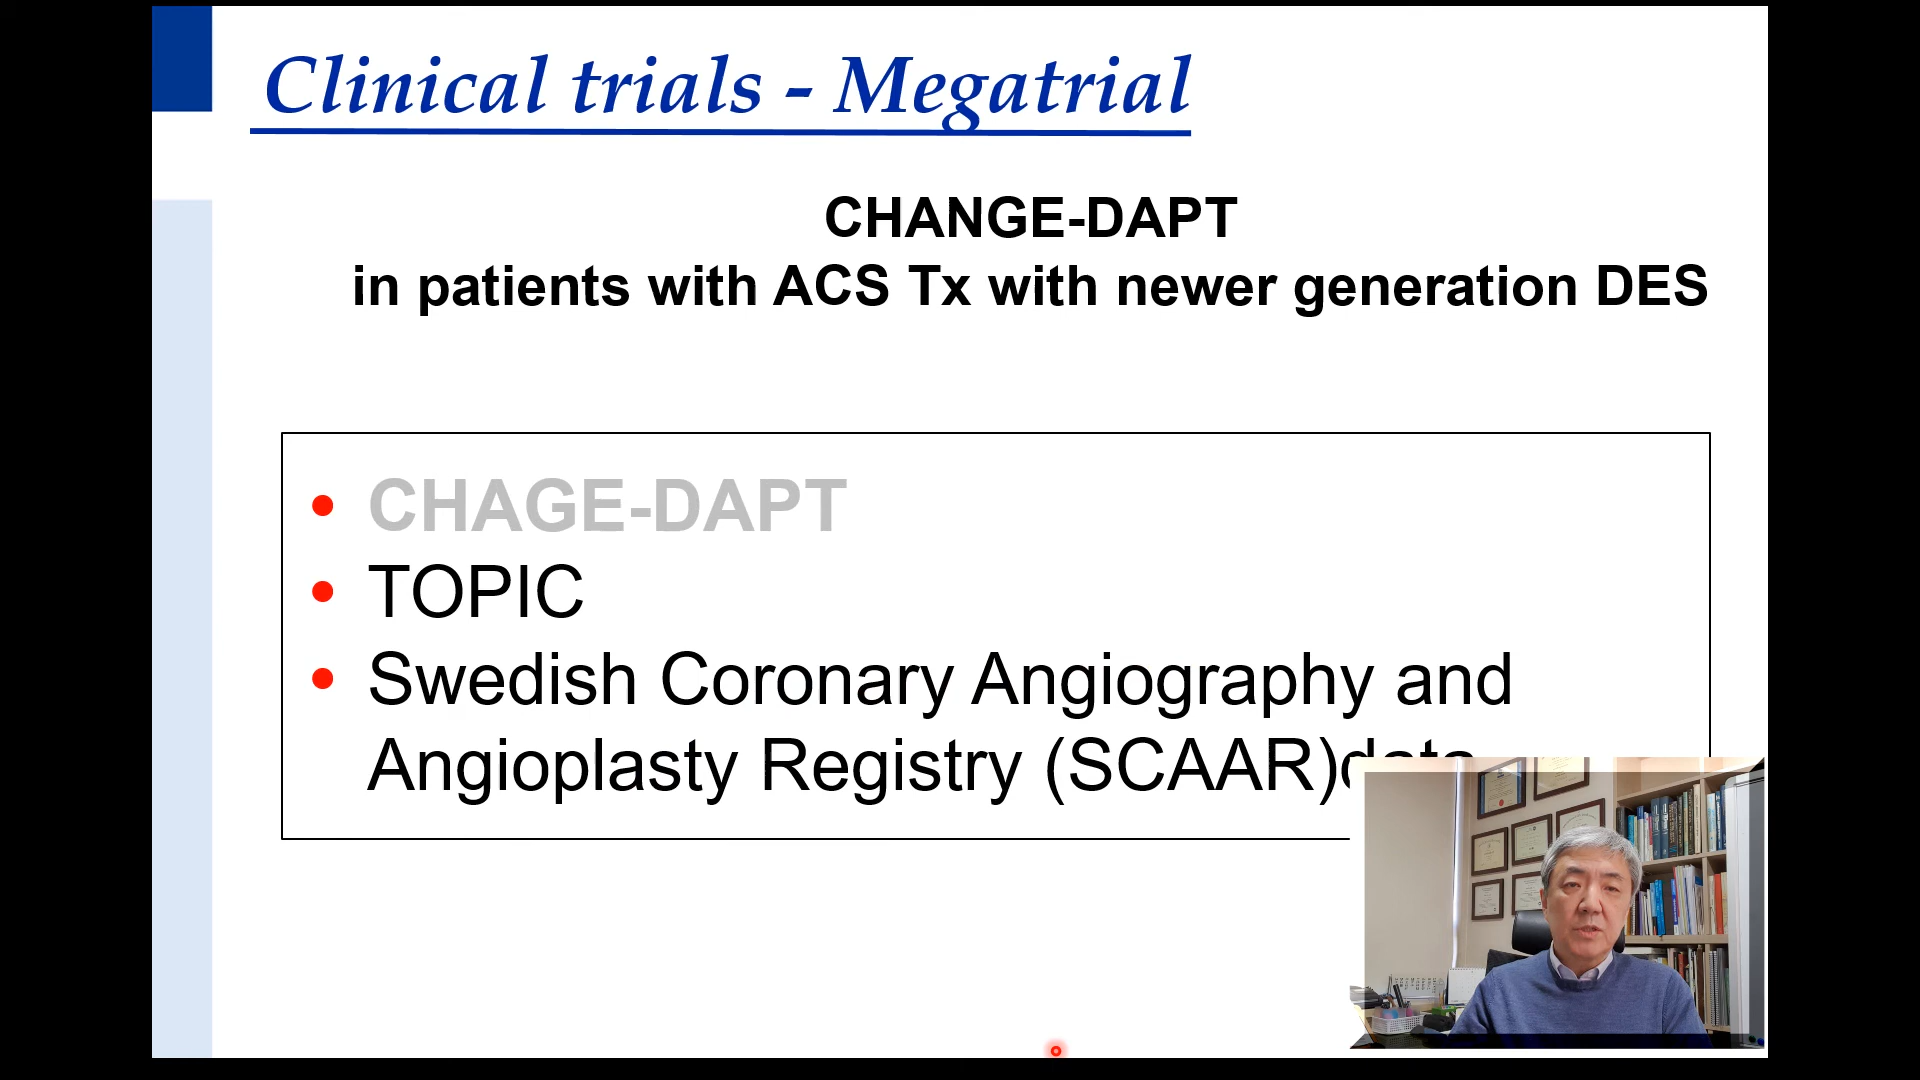 Clinical trials - Megatrial
CHANGE-DAPT
in patients with ACS Tx with newer generation DES
• CHAGE-DAPT
• TOPIC
• Swedish Coronary Angiography and
Angioplasty Registry (SCAAR)data